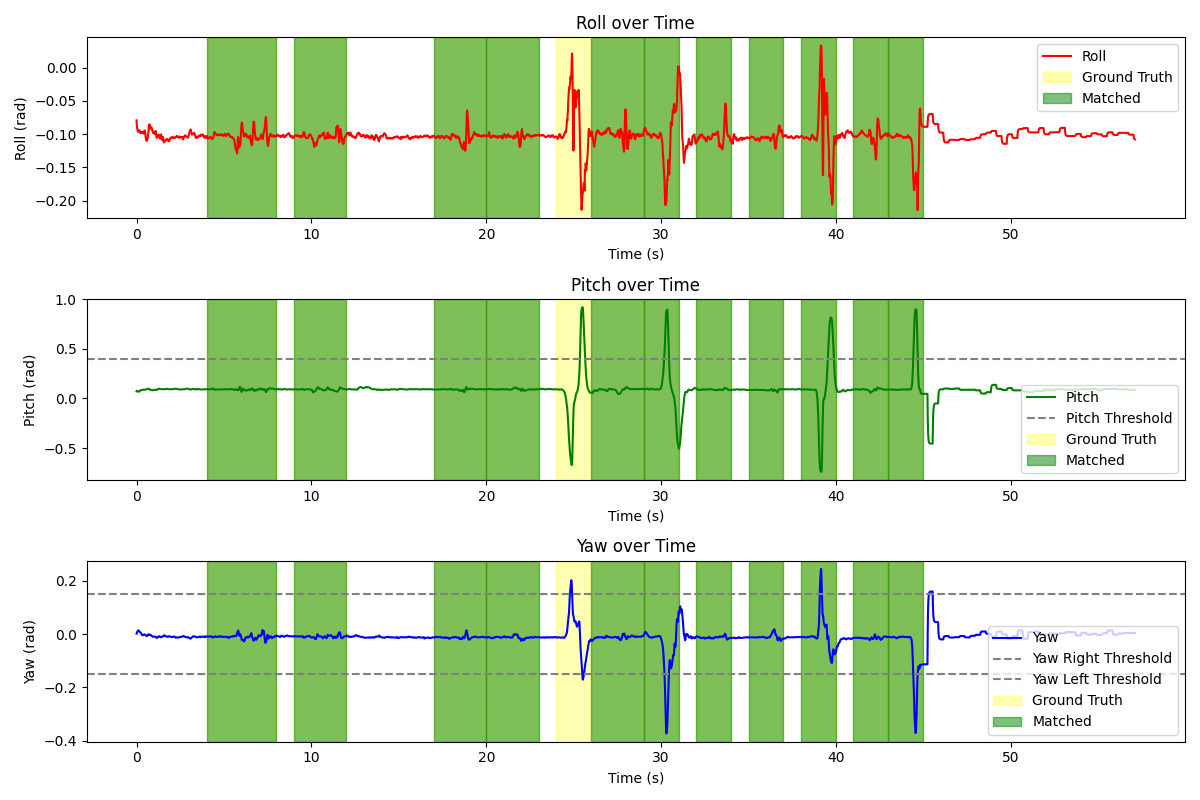 Roll over Time
Roll (rad)
0.00
−0.05
−0.10
−0.15
−0.20
Roll
Ground Truth
Matched
0
10
20
30
40
50
Time (s)
Pitch over Time
Pitch (rad)
1.0
0.5
0.0
−0.5
Pitch
Pitch Threshold
Ground Truth
Matched
0
10
20
30
40
50
Time (s)
Yaw over Time
Yaw (rad)
0.2
0.0
−0.2
−0.4
Yaw
Yaw Right Threshold
Yaw Left Threshold
Ground Truth
Matched
0
10
20
30
40
50
Time (s)